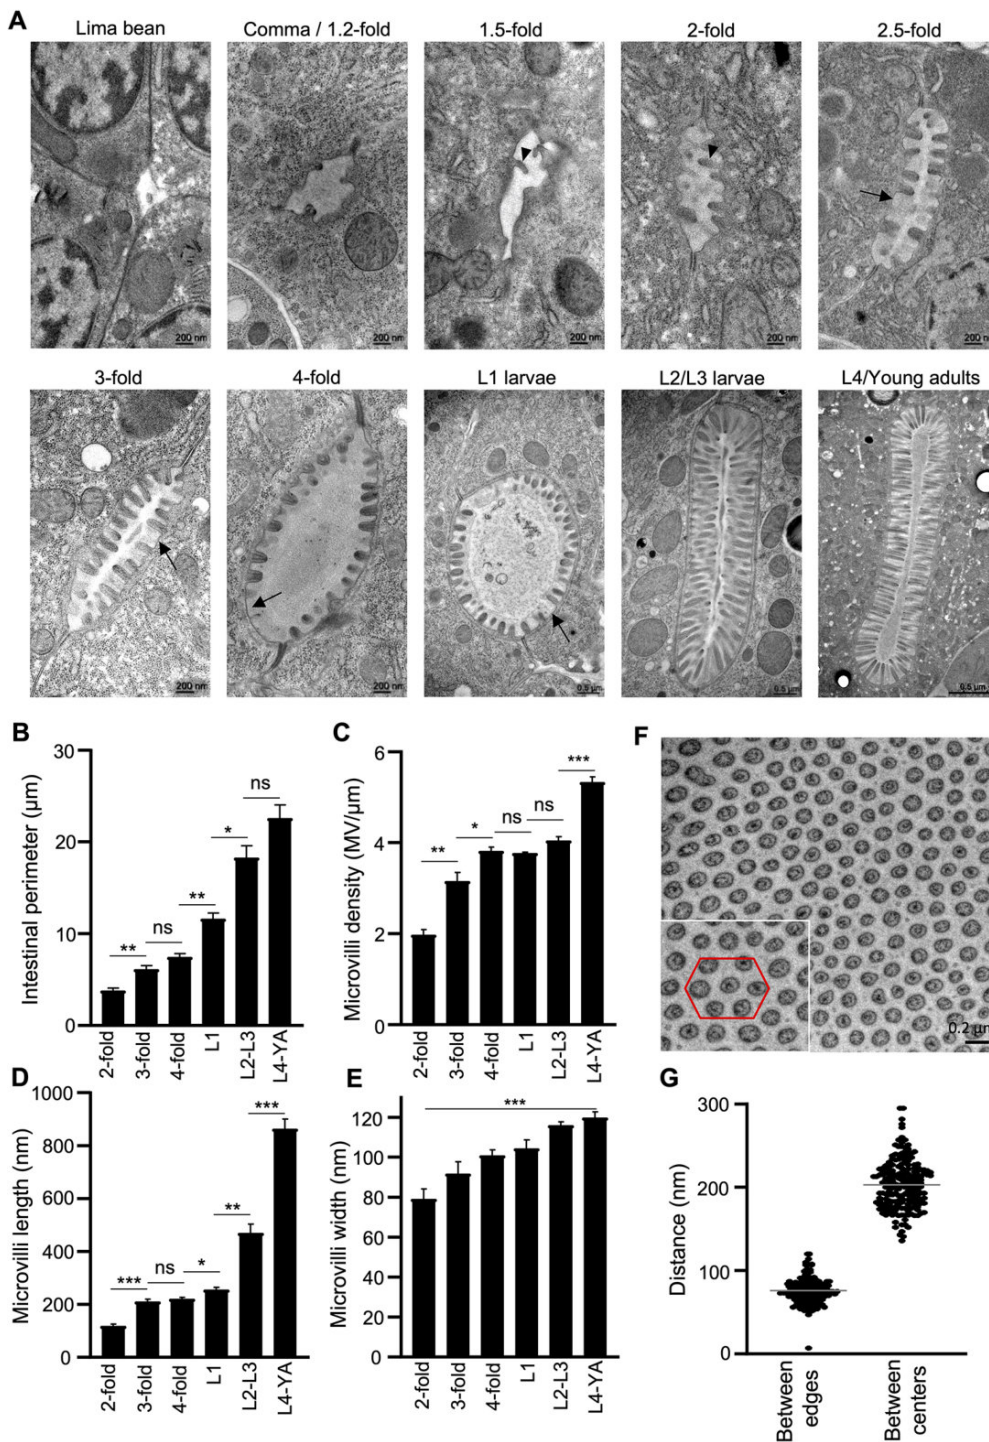 A
Lima bean
Comma / 1.2-fold
1.5-fold
2-fold
2.5-fold
200 nm
200 nm
200 nm
200 nm
200 nm
3-fold
4-fold
L1 larvae
L2/L3 larvae
L4/Young adults
200 nm
200 nm
0.5 µm
0.5 µm
0.5 µm
B
Intestinal perimeter (µm)
30
20
10
0
**
ns
**
*
ns
2-fold
3-fold
4-fold
L1
L2-L3
L4-YA
C
Microvilli density (MV/µm)
6
4
2
0
**
*
ns
ns
***
2-fold
3-fold
4-fold
L1
L2-L3
L4-YA
F
0.2 µm
D
Microvilli length (nm)
1000
800
600
400
200
0
***
ns
*
**
***
2-fold
3-fold
4-fold
L1
L2-L3
L4-YA
E
Microvilli width (nm)
120
100
80
60
40
20
0
***
2-fold
3-fold
4-fold
L1
L2-L3
L4-YA
G
Distance (nm)
300
200
100
0
Between
edges
Between
centers